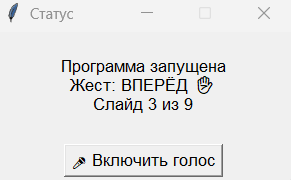 Статус
Программа запущена
Жест: ВПЕРЁД 🖐
Слайд 3 из 9
🎤 Включить голос